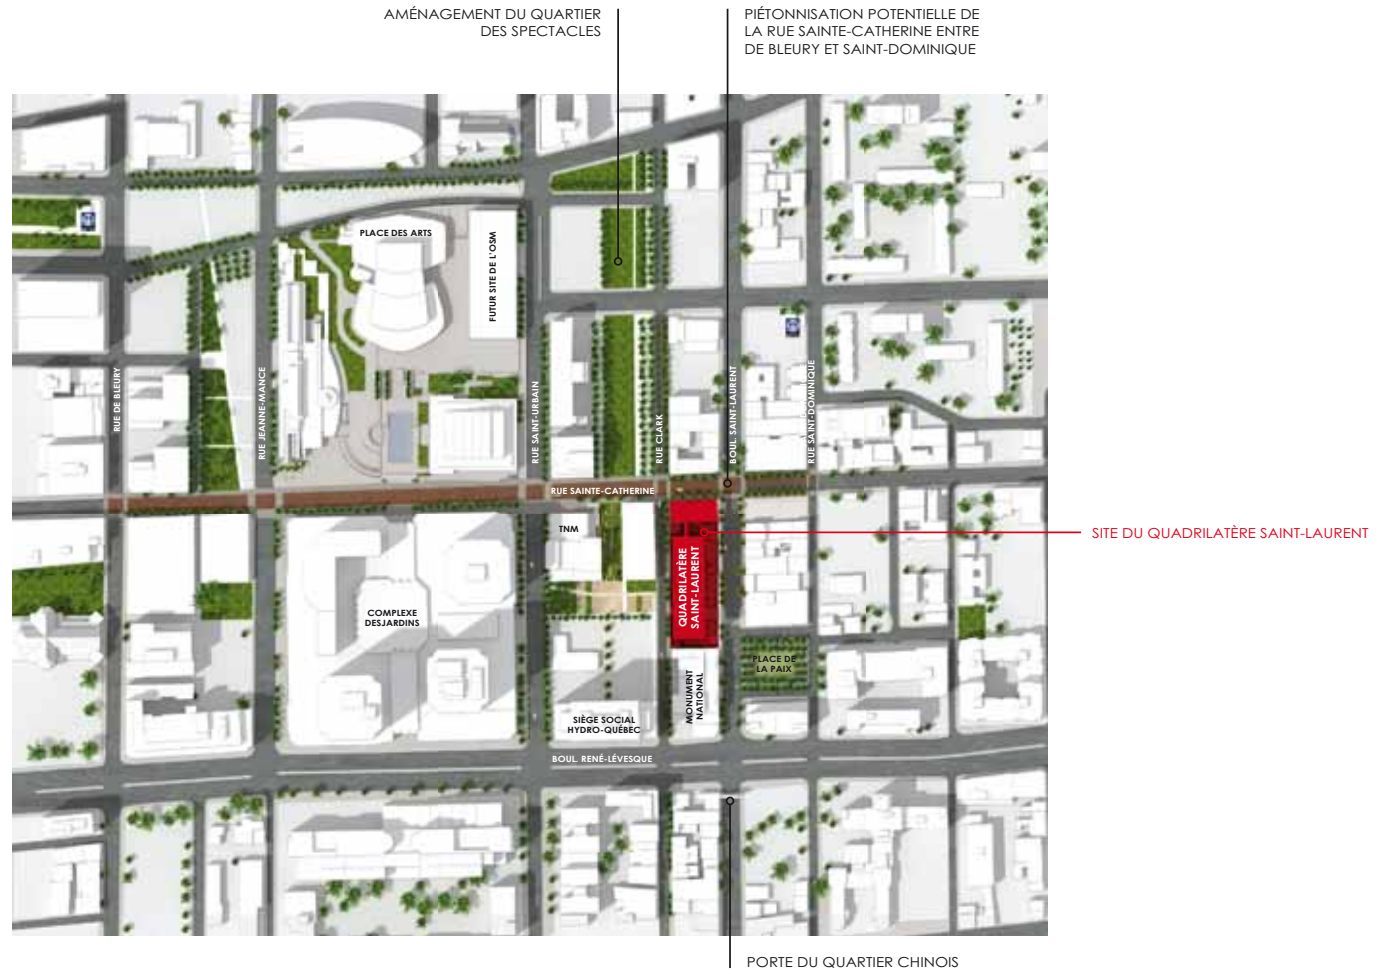 AMÉNAGEMENT DU QUARTIER
DES SPECTACLES
PIÉTONNISATION POTENTIELLE DE
LA RUE SAINTE-CATHERINE ENTRE
DE BLEURY ET SAINT-DOMINIQUE
PLACE DES ARTS
FUTUR SITE DE L'OSM
RUE DE BLEURY
RUE JEANNE-MANCE
RUE SAINT-URBAIN
RUE CLARK
BOUL. SAINT-LAURENT
RUE SAINT-DOMINIQUE
RUE SAINTE-CATHERINE
TNM
SITE DU QUADRILATÈRE SAINT-LAURENT
QUADRILATÈRE
SAINT-LAURENT
COMPLEXE
DESJARDINS
PLACE DE
LA PAIX
MONUMENT
NATIONAL
SIÈGE SOCIAL
HYDRO-QUÉBEC
BOUL. RENÉ-LÉVESQUE
PORTE DU QUARTIER CHINOIS